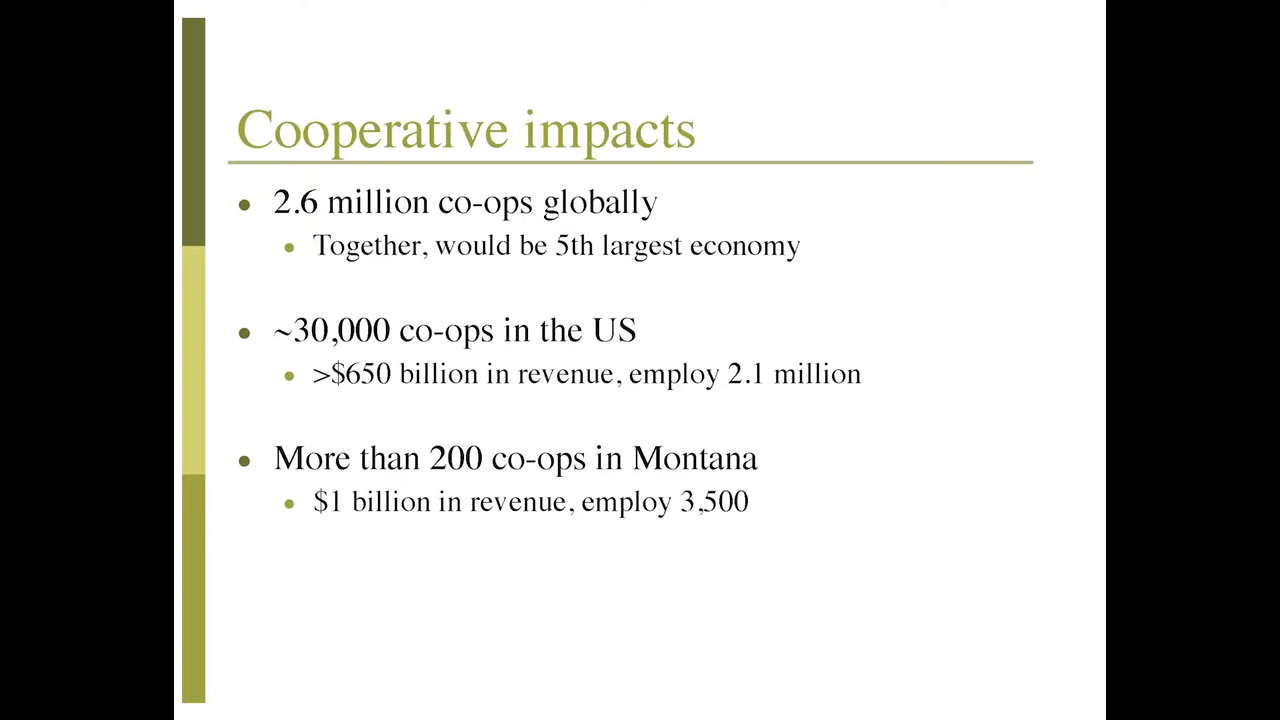 Cooperative impacts
• 2.6 million co-ops globally
• Together, would be 5th largest economy
• ~30,000 co-ops in the US
• >$650 billion in revenue, employ 2.1 million
• More than 200 co-ops in Montana
• $1 billion in revenue, employ 3,500